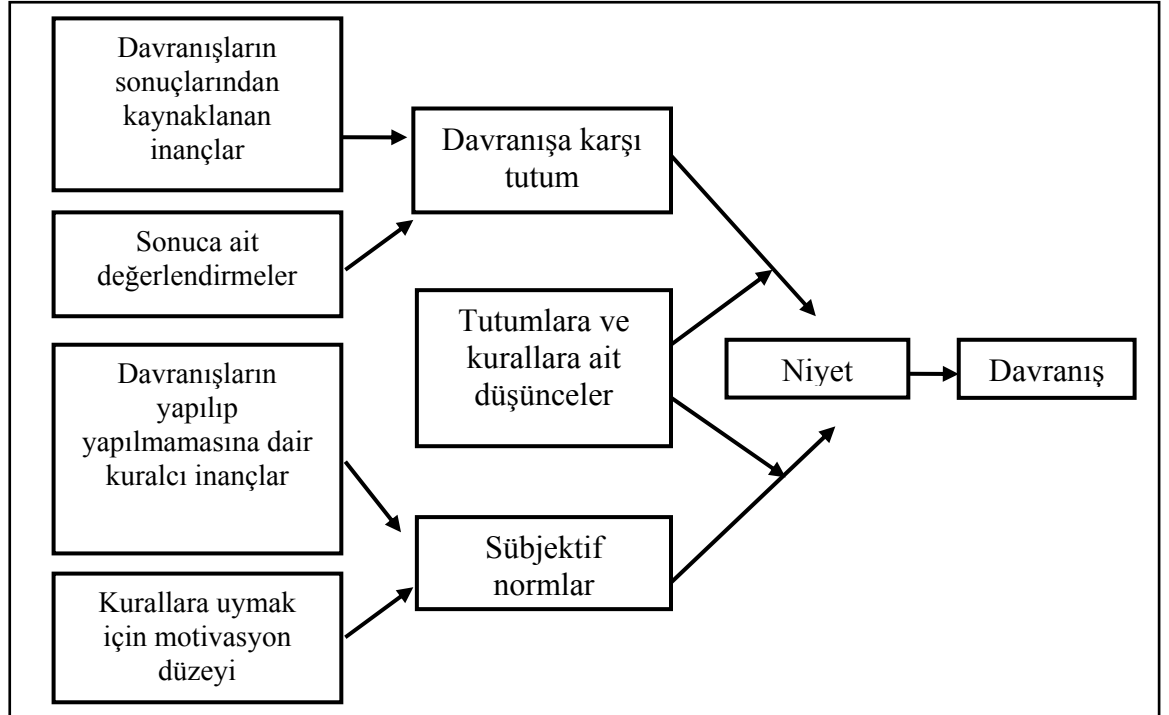 Davranışların
sonuçlarından
kaynaklanan
inançlar
Sonuca ait
değerlendirmeler
Davranışların
yapılıp
yapılmamasına dair
kuralcı inançlar
Kurallara uymak
için motivasyon
düzeyi
Davranışa karşı
tutum
Tutumlara ve
kurallara ait
düşünceler
Sübjektif
normlar
Niyet
Davranış